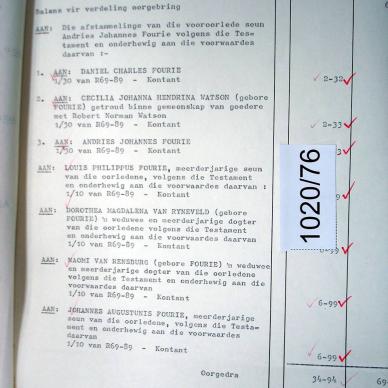 Balans vir verdeling oorgebring
AAN: Die afstammelinge van die vooroorlede seun
Andries Johannes Fourie volgens die Tes-
tament en onderhewig aan die voorwaardes
daarvan :-
1. AAN: DANIEL CHARLES FOURIE
1/30 van R69-89 - Kontant 2-32
2. AAN: CECILIA JOHANNA HENDRINA WATSON (gebore
FOURIE) getroud binne gemeenskap van goedere
met Robert Norman Watson
1/30 van R69-89 - Kontant 2-33
3. AAN: ANDRIES JOHANNES FOURIE
1/30 van R69-89 - Kontant 3
AAN: LOUIS PHILIPPUS FOURIE, meerderjarige seun
van die oorledene, volgens die Testament
en onderhewig aan die voorwaardes daarvan :
1/10 van R69-89 - Kontant 9
AAN: DOROTHEA MAGDALENA VAN RYNEVELD (gebore
FOURIE) 'n weduwee en meerderjarige dogter
van die oorledene, volgens die Testament
en onderhewig aan die voorwaardes daarvan
1/10 van R69-89 - Kontant 6-99
AAN: NAOMI VAN RENSBURG (gebore FOURIE) 'n weduwee
en meerderjarige dogter van die oorledene
volgens die Testament en onderhewig aan die
voorwaardes daarvan
1/10 van R69-89 - Kontant 6-99
AAN: JOHANNES AUGUSTUNIS FOURIE, meerderjarige
seun van die oorledene, volgens die Testa-
ment en onderhewig aan die voorwaardes
daarvan
1/10 van R69-89 - Kontant 6-99
Oorgedra 34-94 69-
1020/76